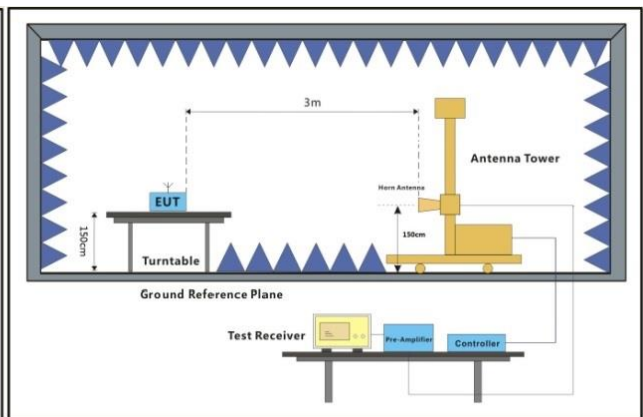 3m
Antenna Tower
Horn Antenna
EUT
150cm
150cm
Turntable
Ground Reference Plane
Test Receiver
Pre-Amplifier
Controller